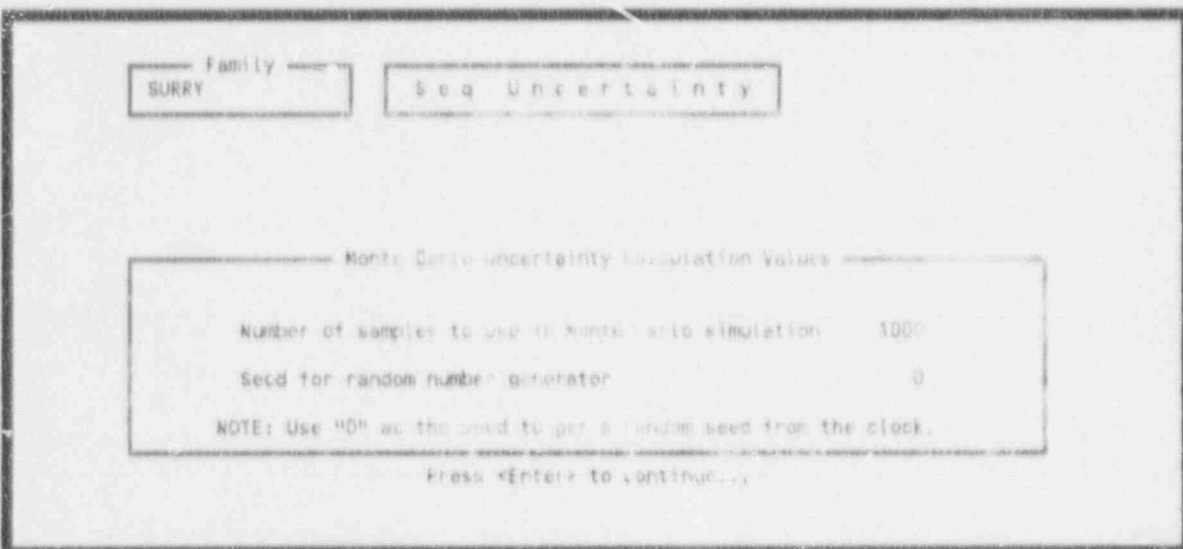 Family
SURRY
Seq Uncertainty
Monte Carlo Uncertainty Calculation Values
Number of samples to use in Monte Carlo simulation 1000
Seed for random number generator 0
NOTE: Use "0" as the seed to get a random seed from the clock.
Press <Enter> to continue...